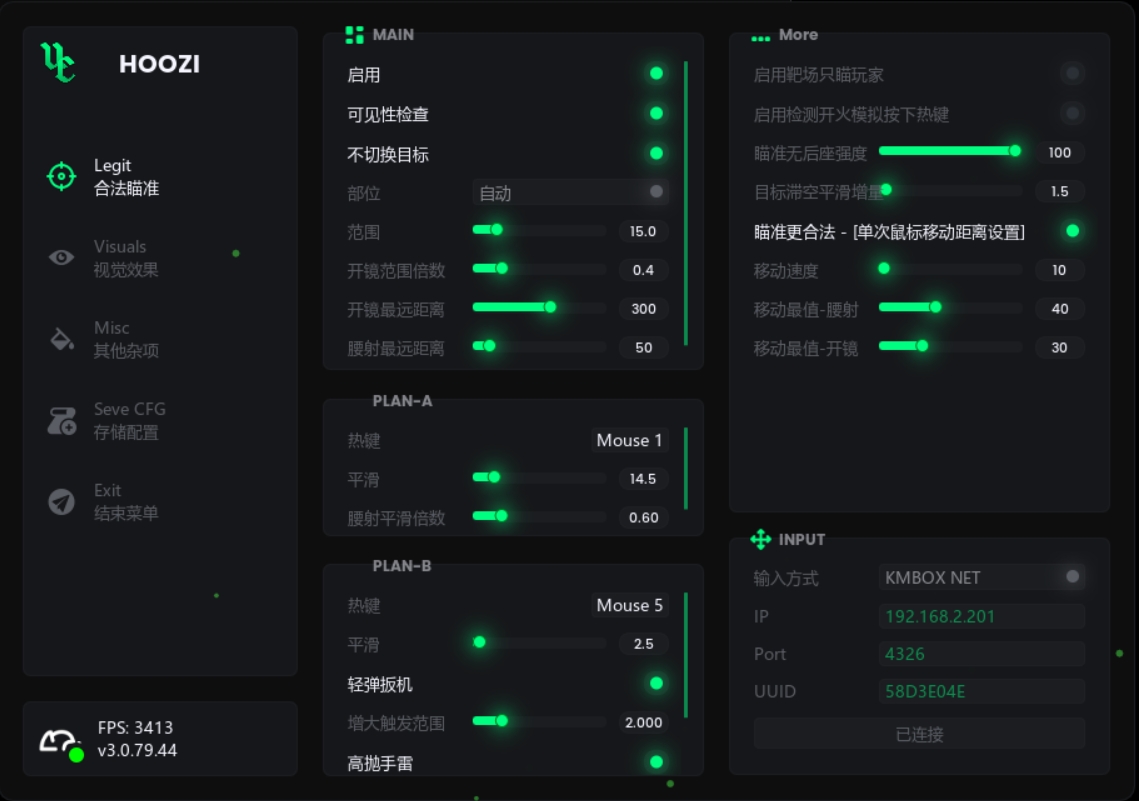 HOOZI
Legit
合法瞄准
Visuals
视觉效果
Misc
其他杂项
Seve CFG
存储配置
Exit
结束菜单
FPS: 3413
v3.0.79.44
MAIN
启用
可见性检查
不切换目标
部位 自动
范围 15.0
开镜范围倍数 0.4
开镜最远距离 300
腰射最远距离 50
PLAN-A
热键 Mouse 1
平滑 14.5
腰射平滑倍数 0.60
PLAN-B
热键 Mouse 5
平滑 2.5
轻弹扳机
增大触发范围 2.000
高抛手雷
More
启用靶场只瞄玩家
启用检测开火模拟按下热键
瞄准无后座强度 100
目标滞空平滑增量 1.5
瞄准更合法 - [单次鼠标移动距离设置]
移动速度 10
移动最值-腰射 40
移动最值-开镜 30
INPUT
输入方式 KMBOX NET
IP 192.168.2.201
Port 4326
UUID 58D3E04E
已连接